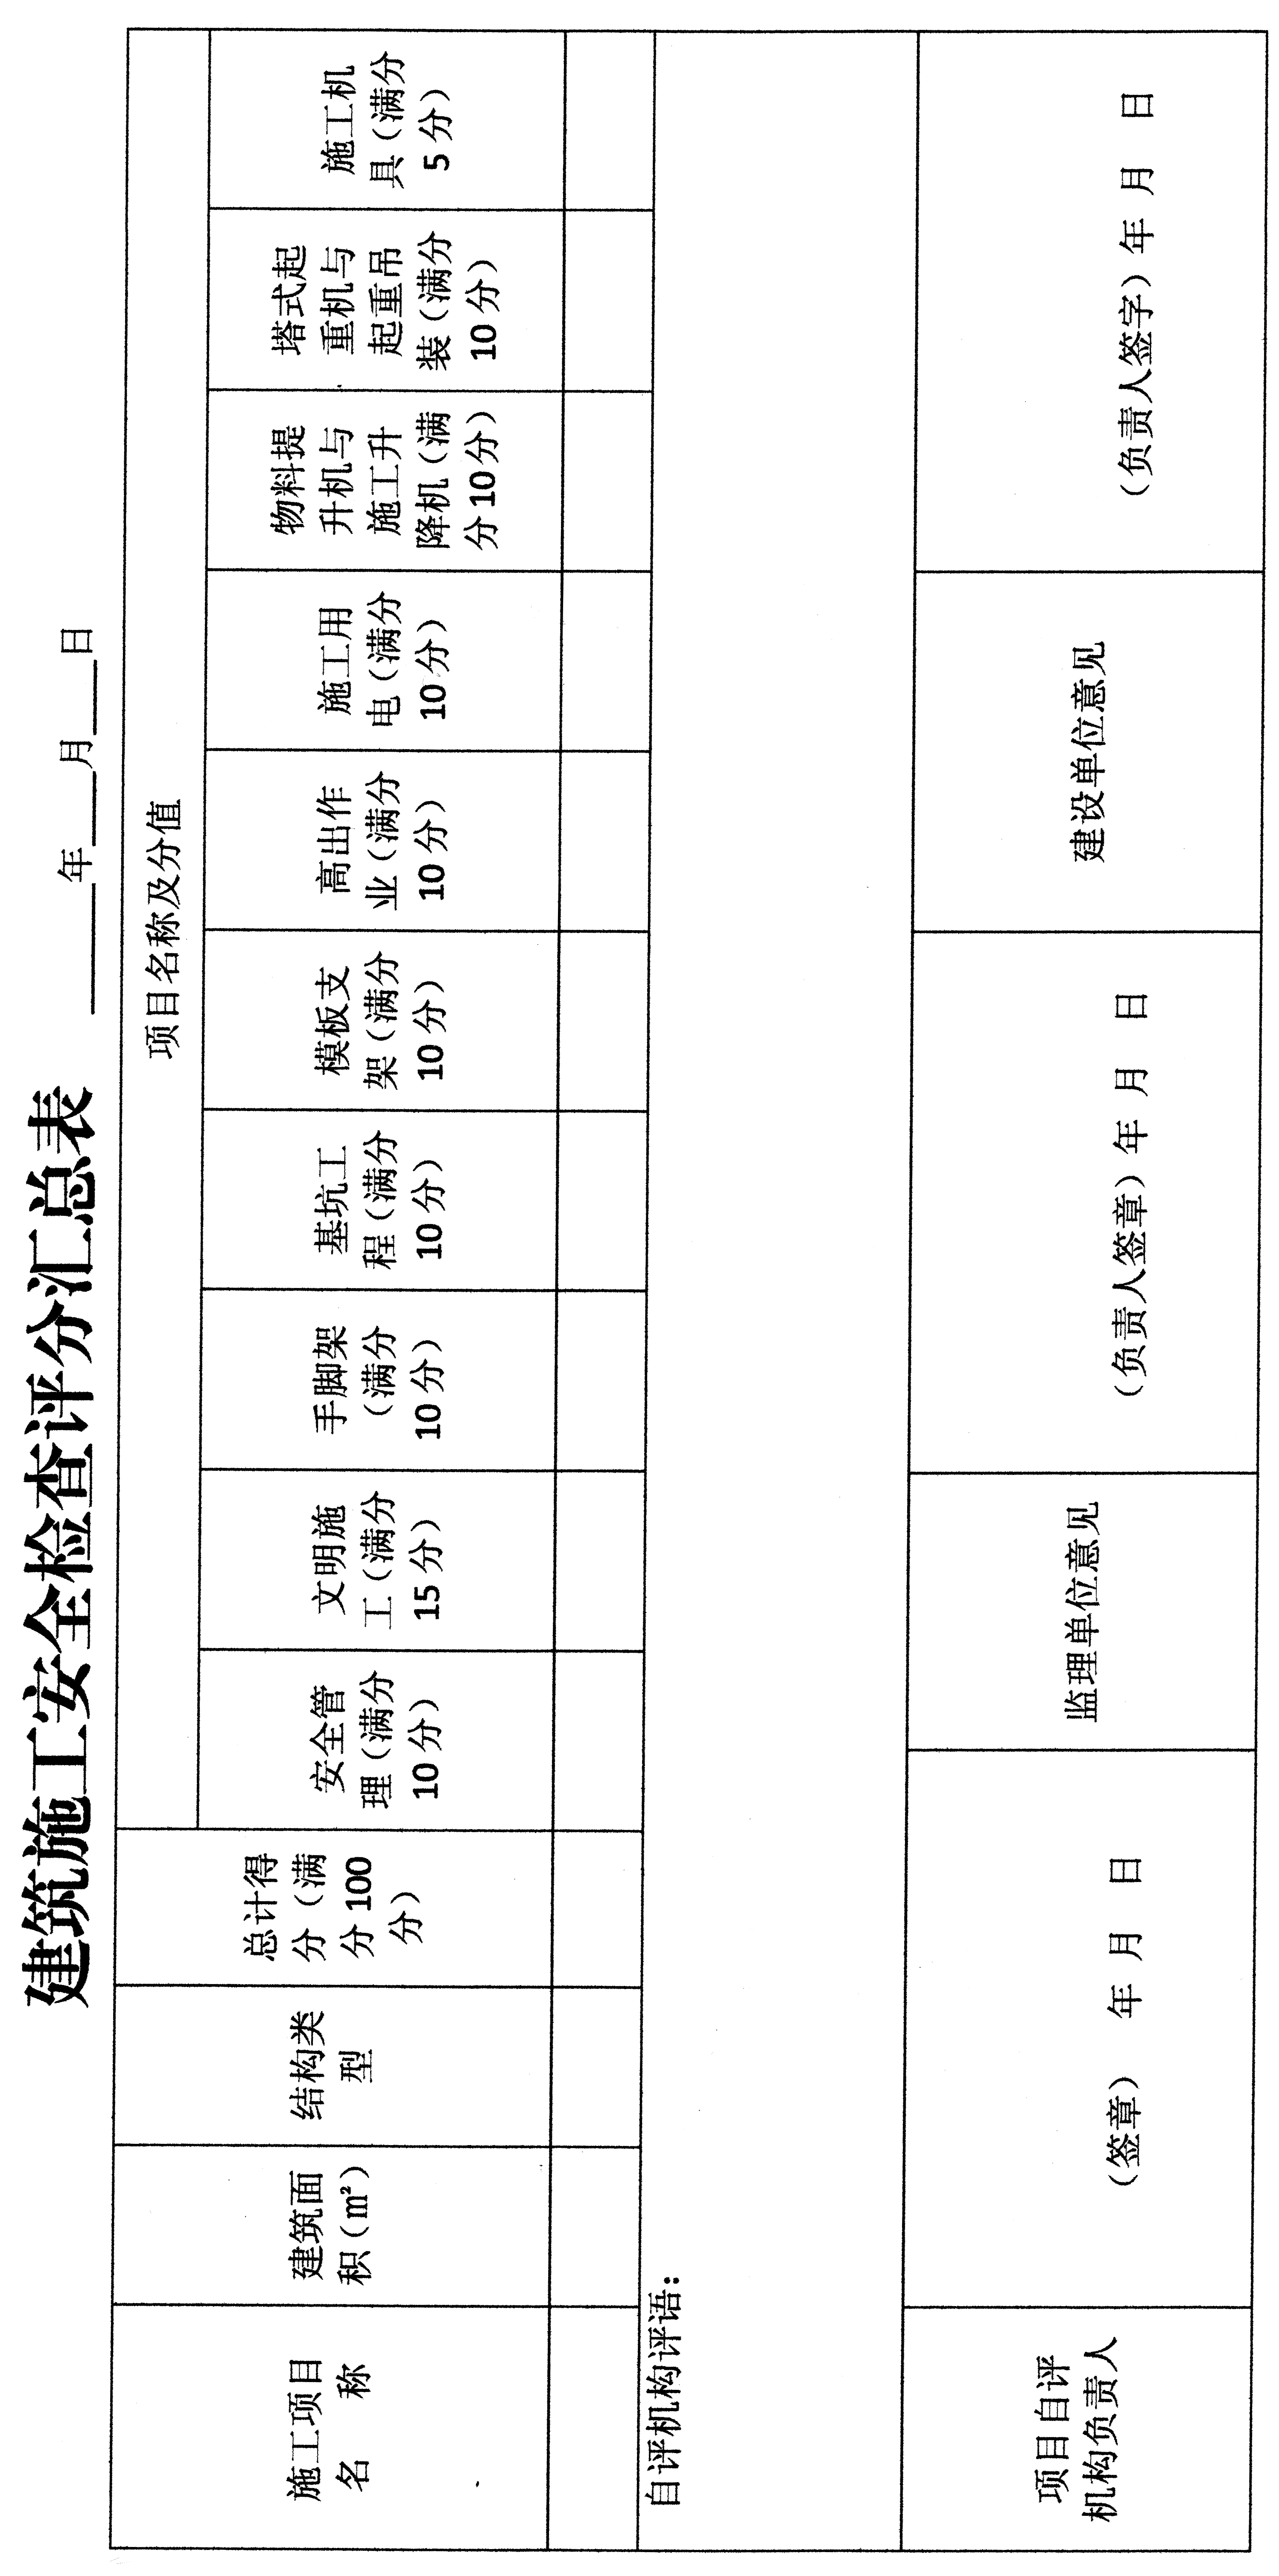 建筑施工安全检查评分汇总表
____年___月___日
施工项目
名　　称
建筑面
积（m²）
结构类
型
总计得
分（满
分100
分）
项目名称及分值
安全管
理（满分
10分）
文明施
工（满分
15分）
手脚架
（满分
10分）
基坑工
程（满分
10分）
模板支
架（满分
10分）
高出作
业（满分
10分）
施工用
电（满分
10分）
物料提
升机与
施工升
降机（满
分10分）
塔式起
重机与
起重吊
装（满分
10分）
施工机
具（满分
5分）
自评机构评语：
项目自评
机构负责人
（签章）　年　月　日
监理单位意见
（负责人签章）年　月　日
建设单位意见
（负责人签字）年　月　日